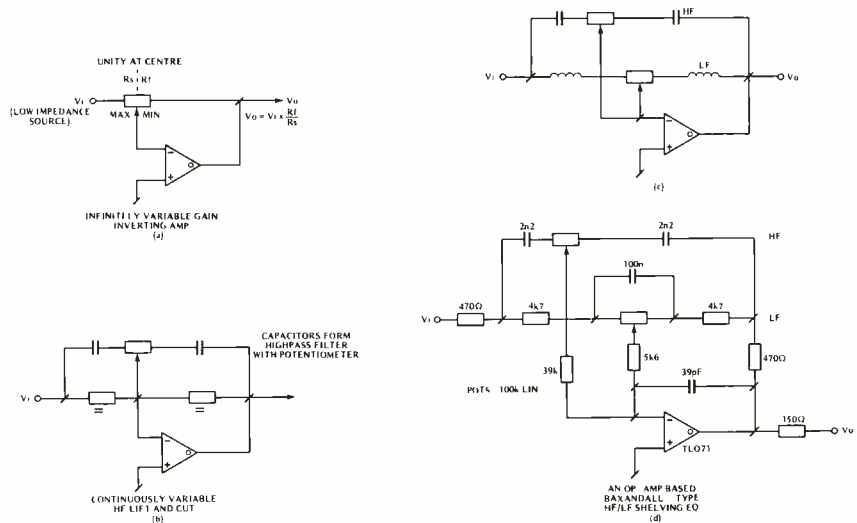 UNITY AT CENTRE
Rs Rf
Vi
(LOW IMPEDANCE
SOURCE)
MAX MIN
Vo
Vo = Vi x Rf
Rs
−
+
INFINITELY VARIABLE GAIN
INVERTING AMP
(a)
CAPACITORS FORM
HIGHPASS FILTER
WITH POTENTIOMETER
Vi
=
=
−
+
CONTINUOUSLY VARIABLE
HF LIFT AND CUT
(b)
HF
LF
Vi
Vo
−
+
(c)
2n2
2n2
HF
100n
470Ω
4k7
4k7
LF
Vi
39k
5k6
470Ω
39pF
POTS 100k LIN
−
+
TLO71
150Ω
Vo
AN OP AMP BASED
BAXANDALL TYPE
HF/LF SHELVING EQ
(d)